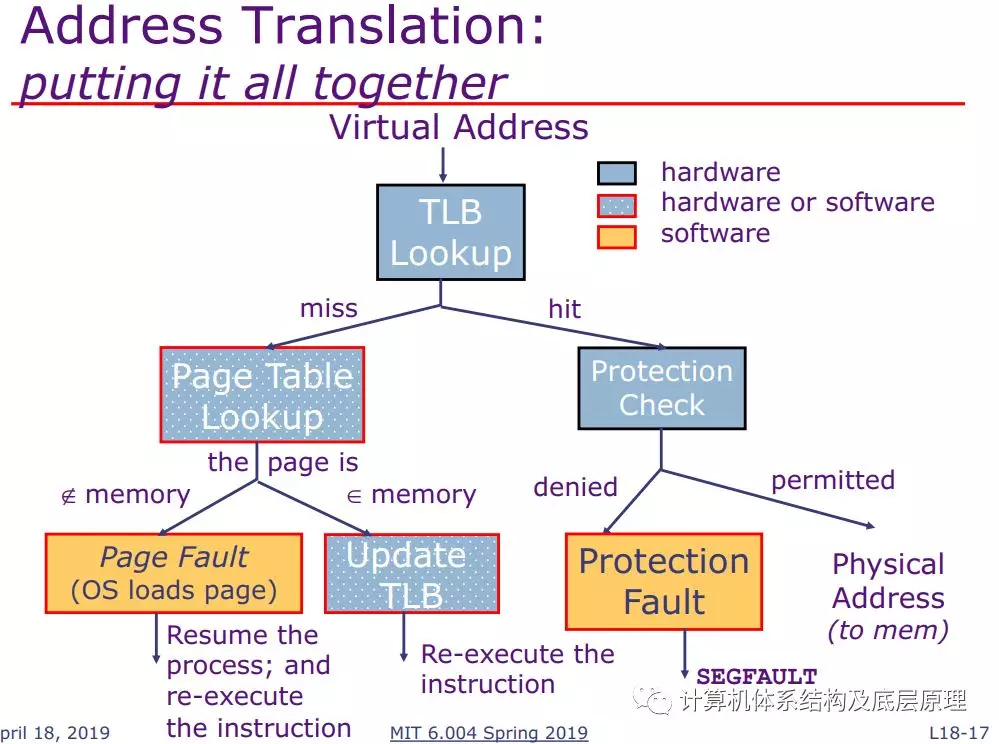 Address Translation:
putting it all together
Virtual Address
hardware
hardware or software
software
TLB
Lookup
miss
hit
Page Table
Lookup
Protection
Check
the page is
∉ memory
∈ memory
denied
permitted
Page Fault
(OS loads page)
Update
TLB
Protection
Fault
Physical
Address
(to mem)
Resume the
process; and
re-execute
the instruction
Re-execute the
instruction
SEGFAULT
计算机体系结构及底层原理
pril 18, 2019
MIT 6.004 Spring 2019
L18-17